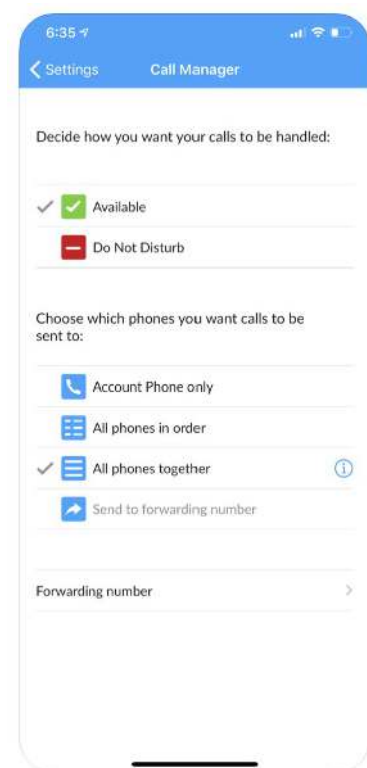 6:35
Settings
Call Manager
Decide how you want your calls to be handled:
Available
Do Not Disturb
Choose which phones you want calls to be
sent to:
Account Phone only
All phones in order
All phones together
Send to forwarding number
Forwarding number